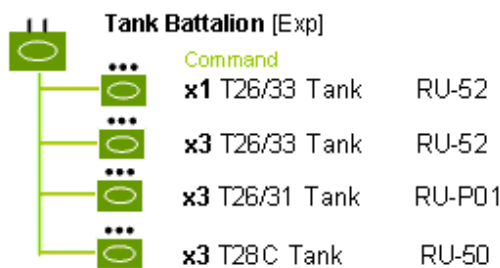 Tank Battalion [Exp]
Command
x1 T26/33 Tank RU-52
x3 T26/33 Tank RU-52
x3 T26/31 Tank RU-P01
x3 T28C Tank RU-50